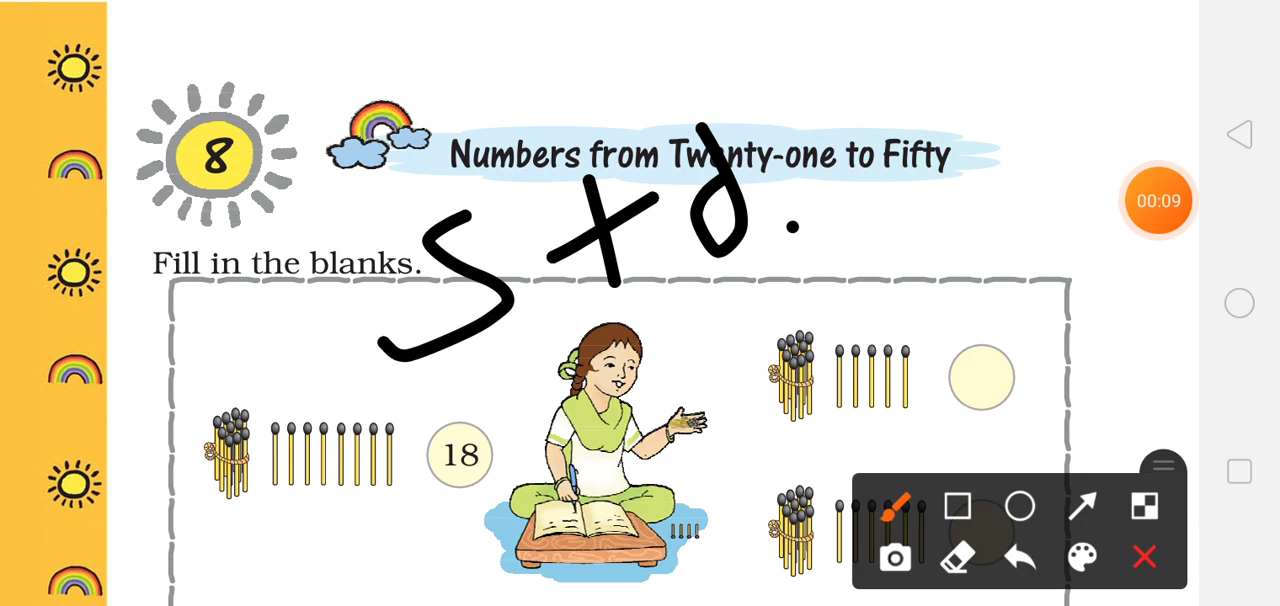 8
Numbers from Twenty-one to Fifty
00:09
std.
Fill in the blanks.
18